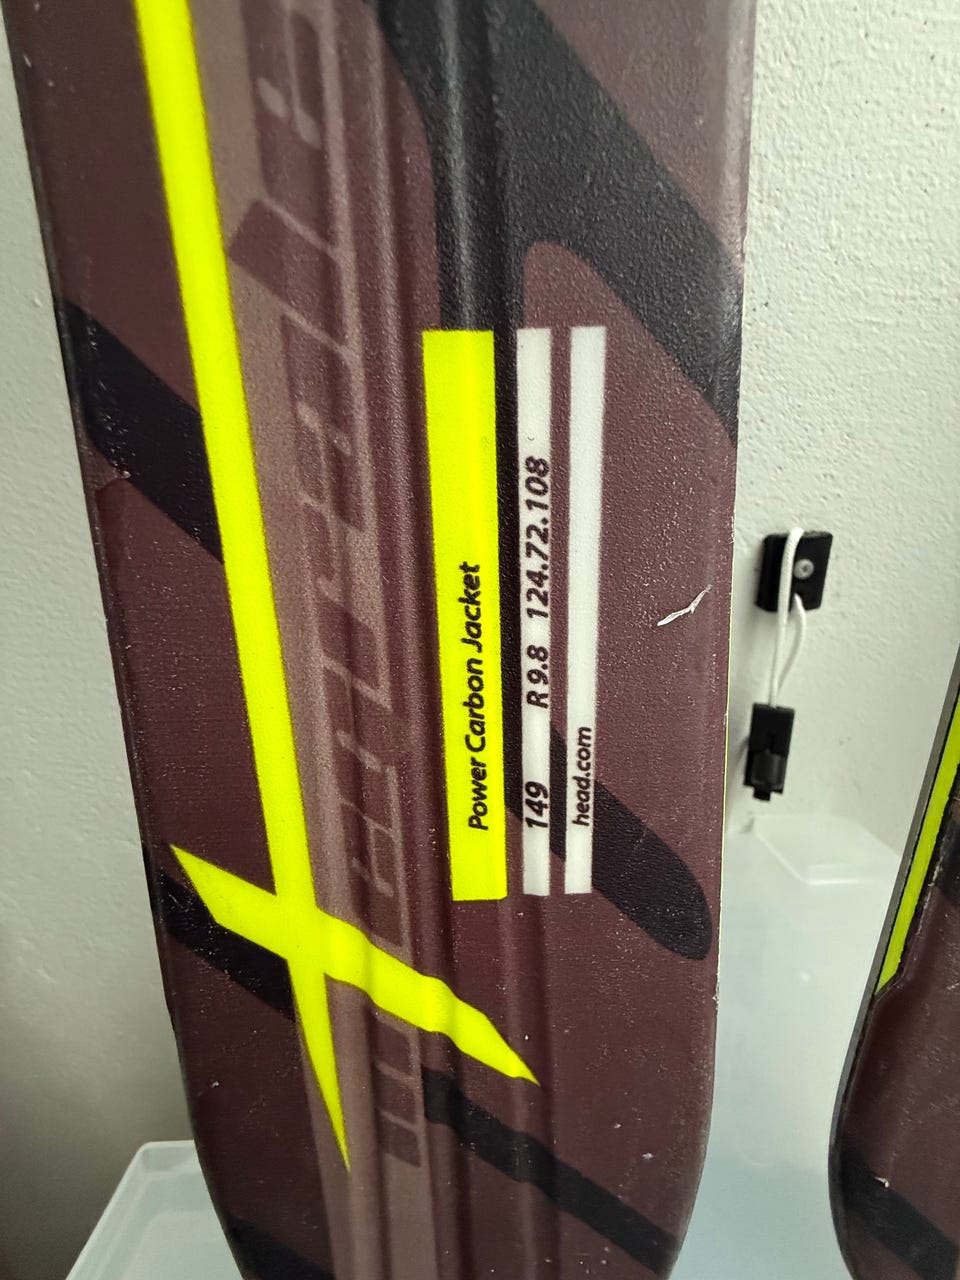 Power Carbon Jacket
149 R 9.8 124.72.108
head.com